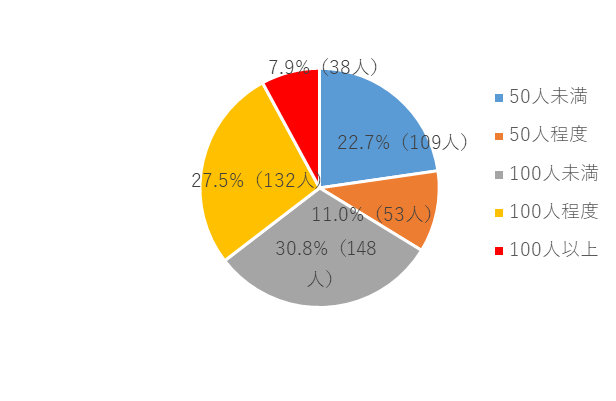 7.9%（38人）
22.7%（109人）
27.5%（132人）
11.0%（53人）
30.8%（148
人）
50人未満
50人程度
100人未満
100人程度
100人以上